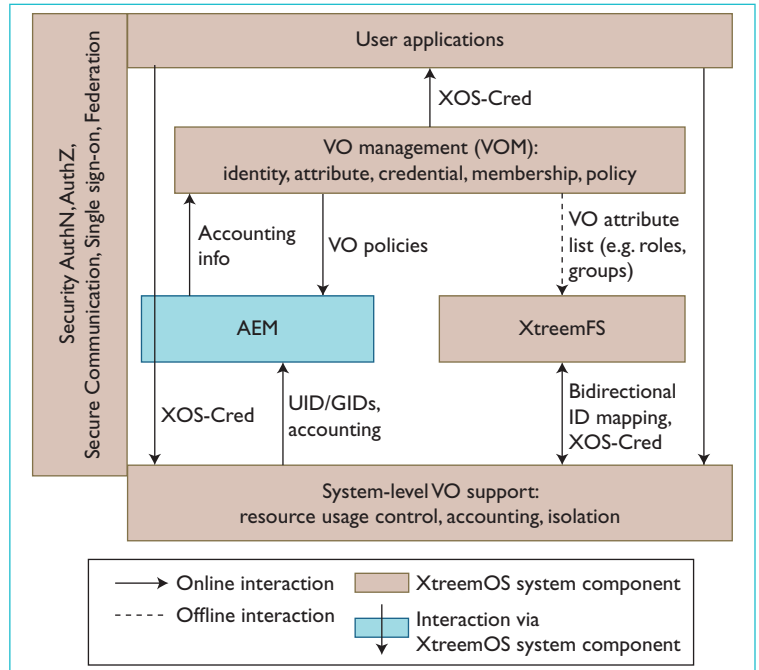 User applications
Security AuthN, AuthZ,
Secure Communication, Single sign-on, Federation
XOS-Cred
VO management (VOM):
identity, attribute, credential, membership, policy
Accounting
info
VO policies
VO attribute
list (e.g. roles,
groups)
AEM
XtreemFS
XOS-Cred
UID/GIDs,
accounting
Bidirectional
ID mapping,
XOS-Cred
System-level VO support:
resource usage control, accounting, isolation
Online interaction
XtreemOS system component
Offline interaction
Interaction via
XtreemOS system component